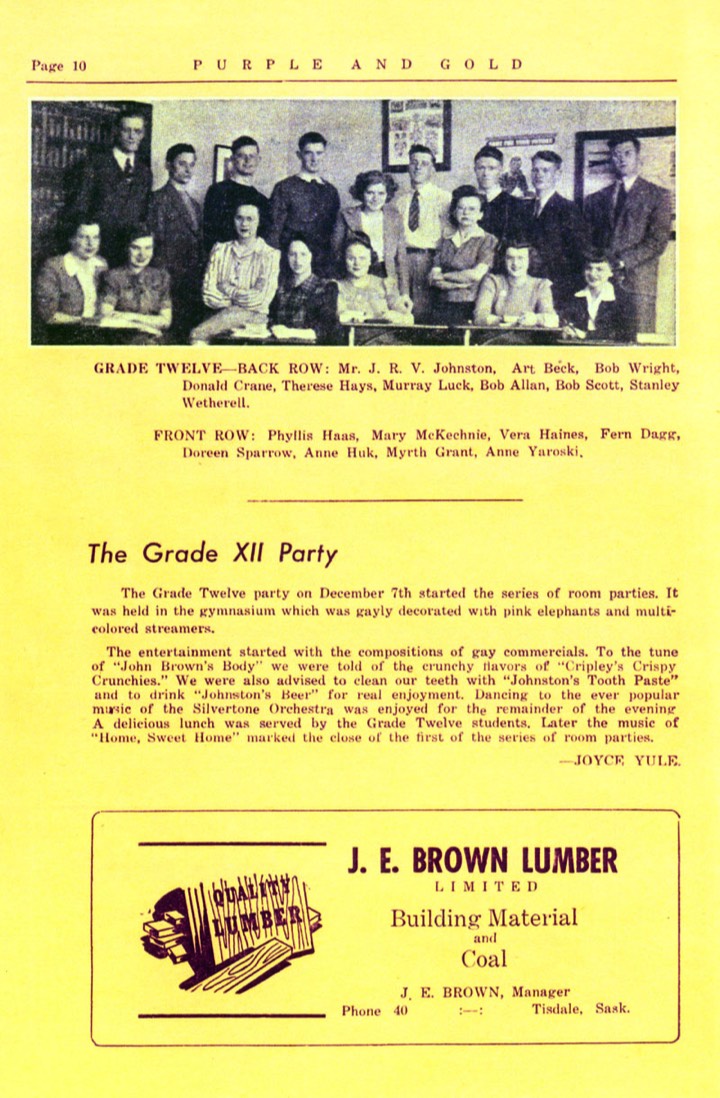 Page 10
PURPLE AND GOLD
GRADE TWELVE—BACK ROW: Mr. J. R. V. Johnston, Art Beck, Bob Wright,
Donald Crane, Therese Hays, Murray Luck, Bob Allan, Bob Scott, Stanley
Wetherell.
FRONT ROW: Phyllis Haas, Mary McKechnie, Vera Haines, Fern Dagg,
Doreen Sparrow, Anne Huk, Myrth Grant, Anne Yaroski.
The Grade XII Party
The Grade Twelve party on December 7th started the series of room parties. It
was held in the gymnasium which was gayly decorated with pink elephants and multi-
colored streamers.
The entertainment started with the compositions of gay commercials. To the tune
of "John Brown's Body" we were told of the crunchy flavors of "Cripley's Crispy
Crunchies." We were also advised to clean our teeth with "Johnston's Tooth Paste"
and to drink "Johnston's Beer" for real enjoyment. Dancing to the ever popular
music of the Silvertone Orchestra was enjoyed for the remainder of the evening
A delicious lunch was served by the Grade Twelve students. Later the music of
"Home, Sweet Home" marked the close of the first of the series of room parties.
—JOYCE YULE.
QUALITY
LUMBER
J. E. BROWN LUMBER
LIMITED
Building Material
and
Coal
J. E. BROWN, Manager
Phone 40 :—: Tisdale, Sask.